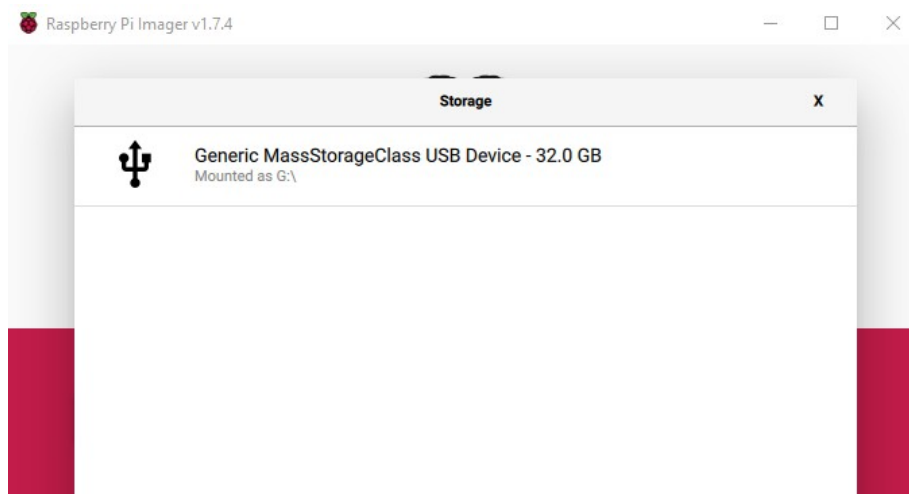 Raspberry Pi Imager v1.7.4
Storage X
Generic MassStorageClass USB Device - 32.0 GB
Mounted as G:\